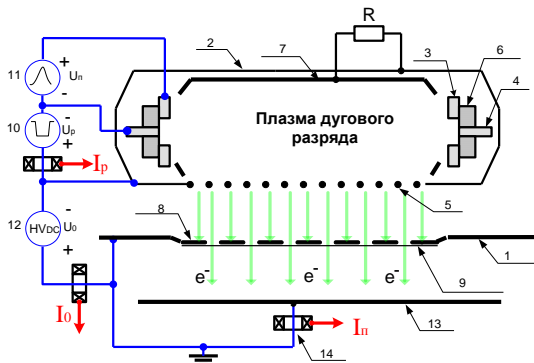 R
2
7
3
6
4
11
+
Uп
-
-
10
Uр
+
Плазма дугового
разряда
Iр
5
-
12
HVDC
U0
+
8
1
e-
e-
e-
9
I0
13
Iп
14